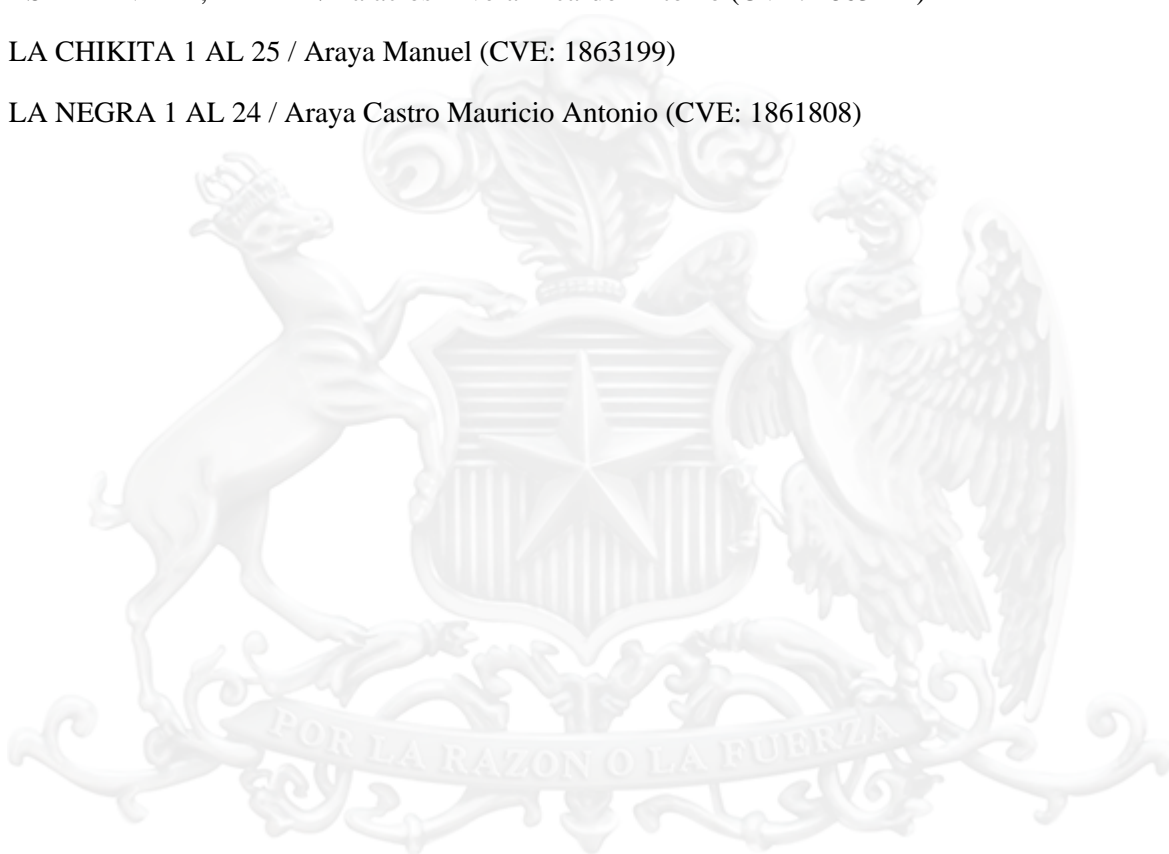 LA CHIKITA 1 AL 25 / Araya Manuel (CVE: 1863199)
LA NEGRA 1 AL 24 / Araya Castro Mauricio Antonio (CVE: 1861808)
POR LA RAZON O LA FUERZA